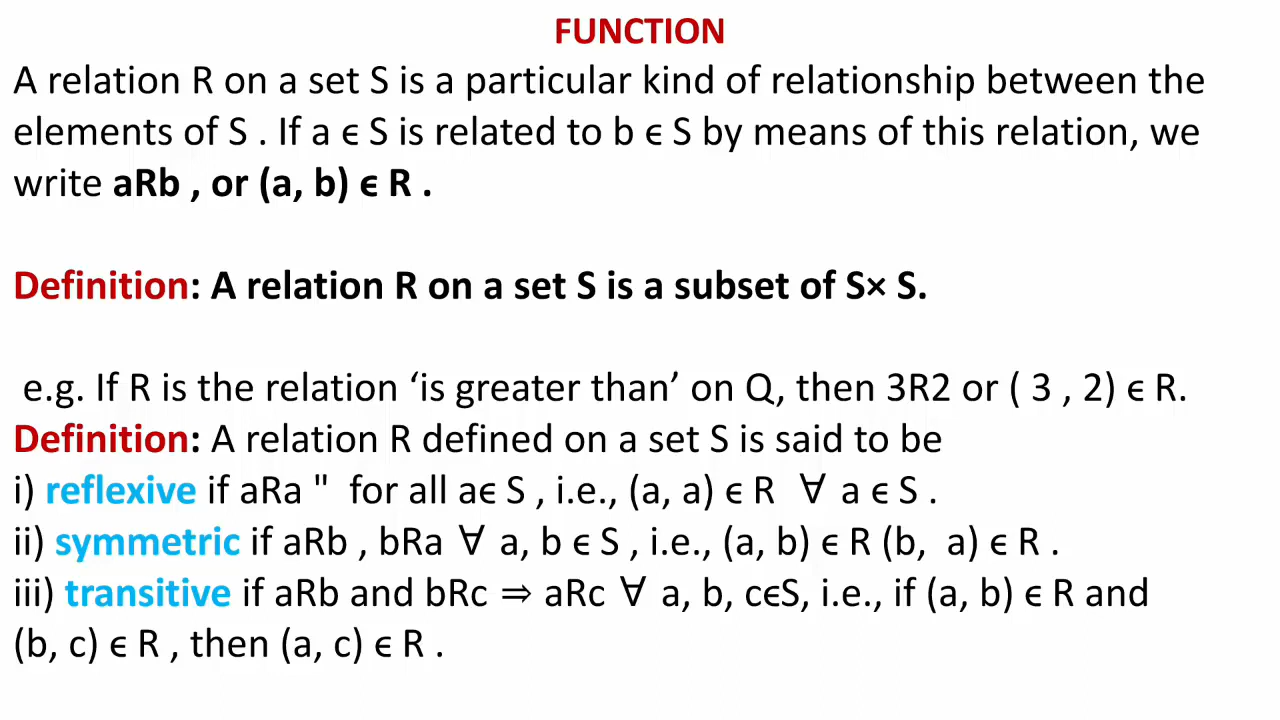 FUNCTION
A relation R on a set S is a particular kind of relationship between the
elements of S . If a ϵ S is related to b ϵ S by means of this relation, we
write aRb , or (a, b) ϵ R .
Definition: A relation R on a set S is a subset of S× S.
e.g. If R is the relation ‘is greater than’ on Q, then 3R2 or ( 3 , 2) ϵ R.
Definition: A relation R defined on a set S is said to be
i) reflexive if aRa " for all aϵ S , i.e., (a, a) ϵ R ∀ a ϵ S .
ii) symmetric if aRb , bRa ∀ a, b ϵ S , i.e., (a, b) ϵ R (b, a) ϵ R .
iii) transitive if aRb and bRc ⇒ aRc ∀ a, b, cϵS, i.e., if (a, b) ϵ R and
(b, c) ϵ R , then (a, c) ϵ R .